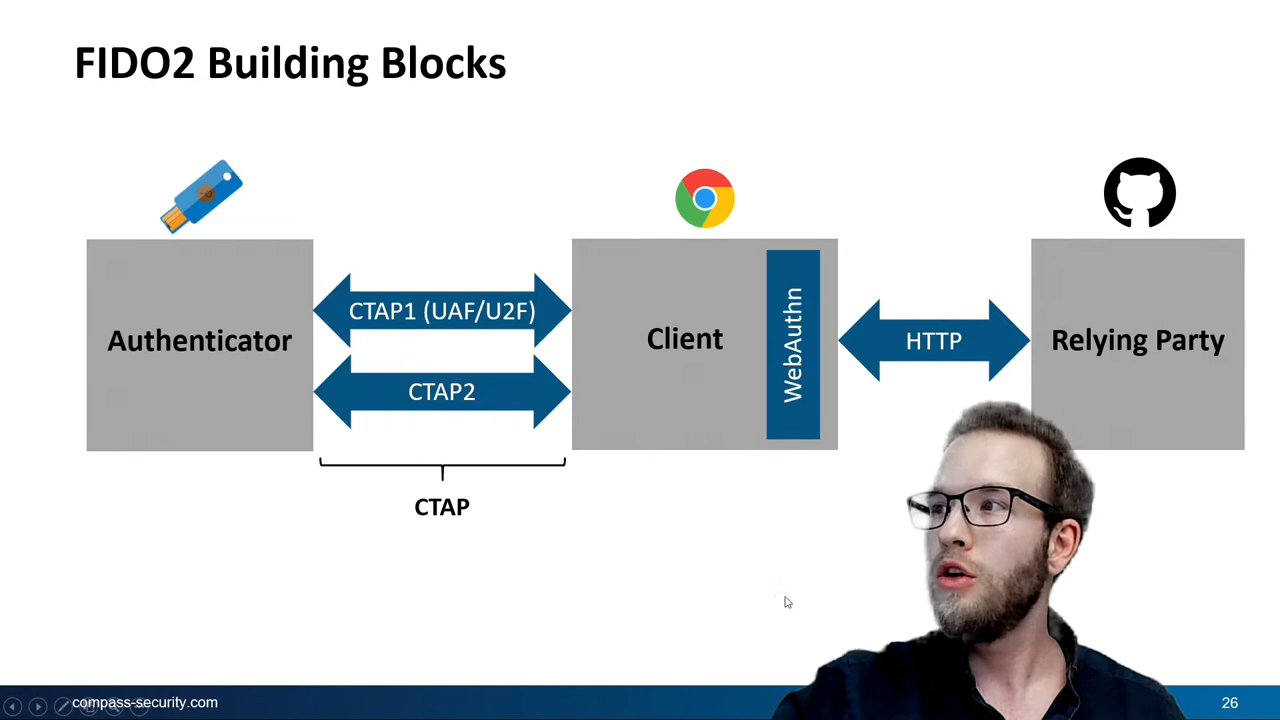 FIDO2 Building Blocks
Authenticator
CTAP1 (UAF/U2F)
CTAP2
CTAP
Client
WebAuthn
HTTP
Relying Party
compass-security.com
26